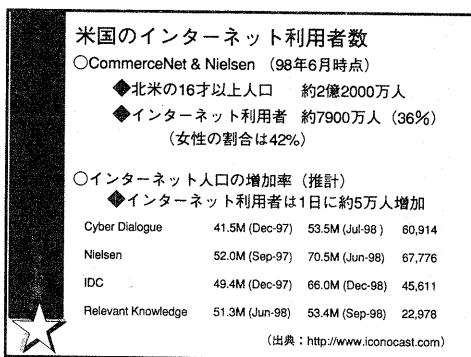 米国のインターネット利用者数
○CommerceNet & Nielsen（98年6月時点）
◆北米の16才以上人口　約2億2000万人
◆インターネット利用者　約7900万人（36%）
（女性の割合は42%）
○インターネット人口の増加率（推計）
◆インターネット利用者は1日に約5万人増加
Cyber Dialogue 41.5M (Dec-97) 53.5M (Jul-98 ) 60,914
Nielsen 52.0M (Sep-97) 70.5M (Jun-98) 67,776
IDC 49.4M (Dec-97) 66.0M (Dec-98) 45,611
Relevant Knowledge 51.3M (Jun-98) 53.4M (Sep-98) 22,978
（出典：http://www.iconocast.com）